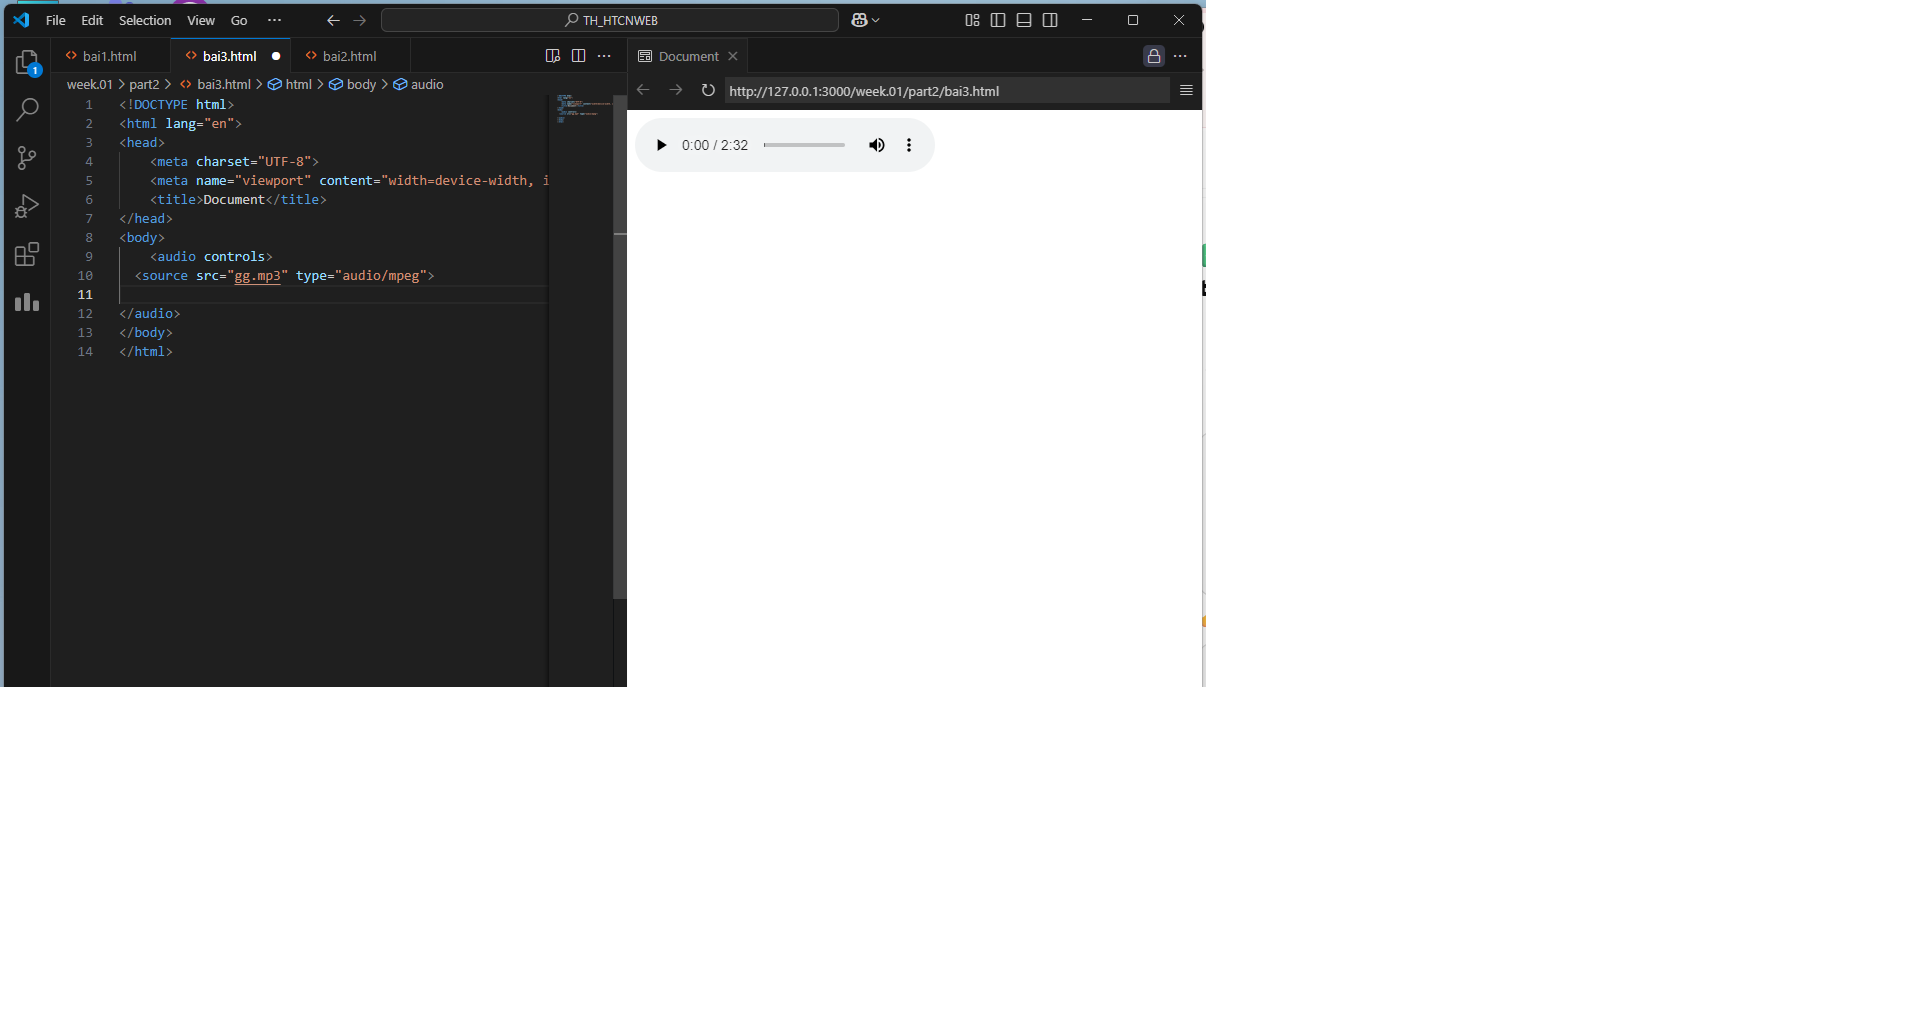 File Edit Selection View Go ··· TH_HTCNWEB
1
bai1.html bai3.html bai2.html
week.01 > part2 > bai3.html > html > body > audio
1 <!DOCTYPE html>
2 <html lang="en">
3 <head>
4 <meta charset="UTF-8">
5 <meta name="viewport" content="width=device-width, i
6 <title>Document</title>
7 </head>
8 <body>
9 <audio controls>
10 <source src="gg.mp3" type="audio/mpeg">
11
12 </audio>
13 </body>
14 </html>
Document
http://127.0.0.1:3000/week.01/part2/bai3.html
0:00 / 2:32